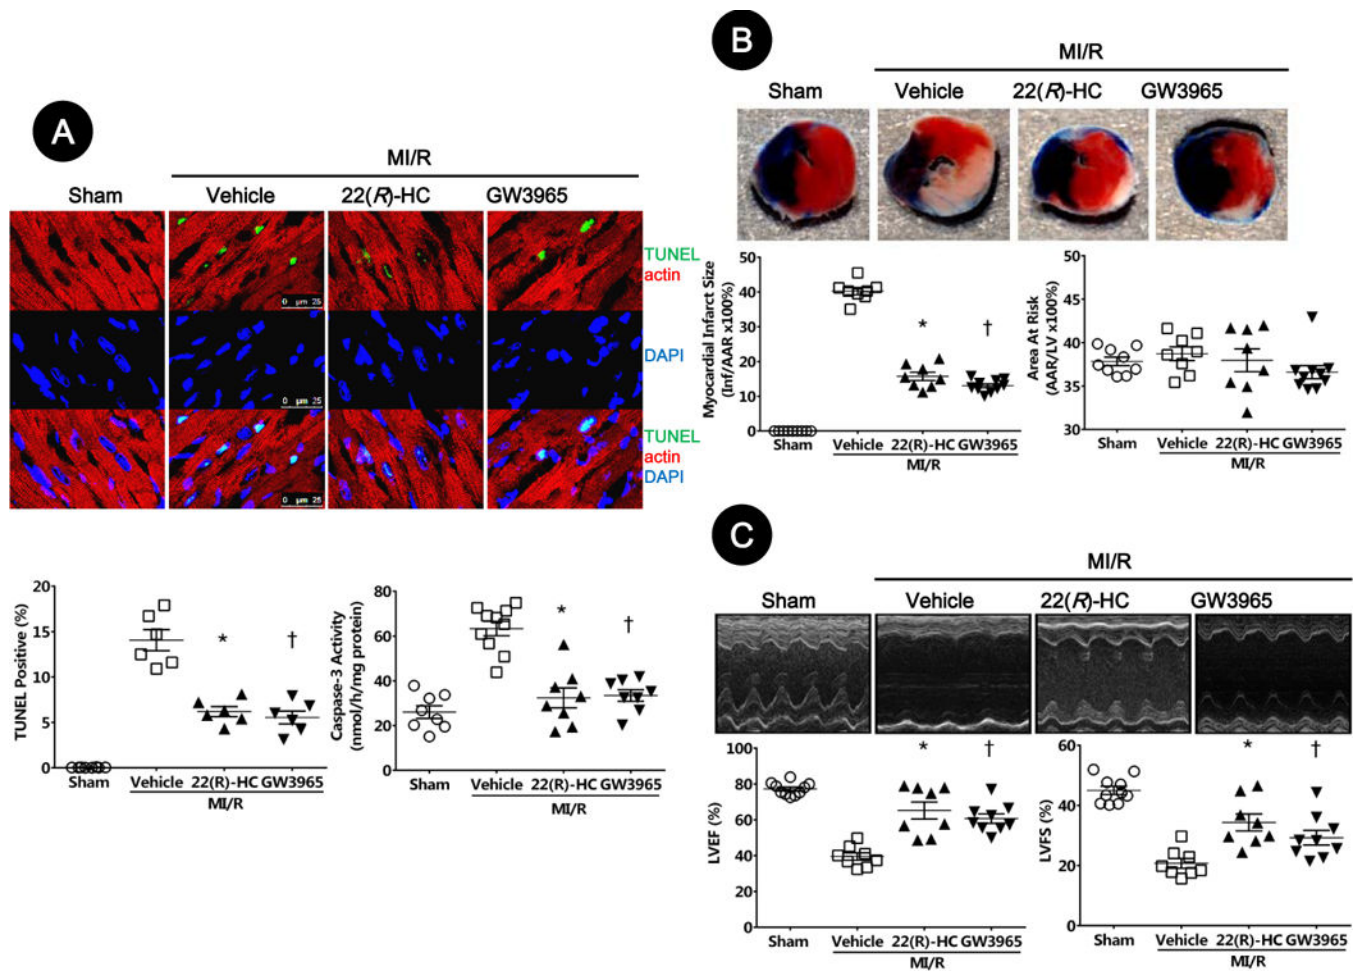 A
MI/R
Sham Vehicle 22(R)-HC GW3965
TUNEL
actin
0 µm 25
DAPI
TUNEL
actin
DAPI
0 µm 25
TUNEL Positive (%)
20
15
10
5
0
Sham Vehicle 22(R)-HC GW3965
MI/R
* †
Caspase-3 Activity
(nmol/h/mg protein)
80
60
40
20
0
Sham Vehicle 22(R)-HC GW3965
MI/R
* †
B
MI/R
Sham Vehicle 22(R)-HC GW3965
Myocardial Infarct Size
(Inf/AAR x100%)
50
40
30
20
10
0
Sham Vehicle 22(R)-HC GW3965
MI/R
* †
Area At Risk
(AAR/LV x100%)
50
45
40
35
30
Sham Vehicle 22(R)-HC GW3965
MI/R
C
MI/R
Sham Vehicle 22(R)-HC GW3965
LVEF (%)
100
80
60
40
20
0
Sham Vehicle 22(R)-HC GW3965
MI/R
* †
LVFS (%)
60
40
20
0
Sham Vehicle 22(R)-HC GW3965
MI/R
* †